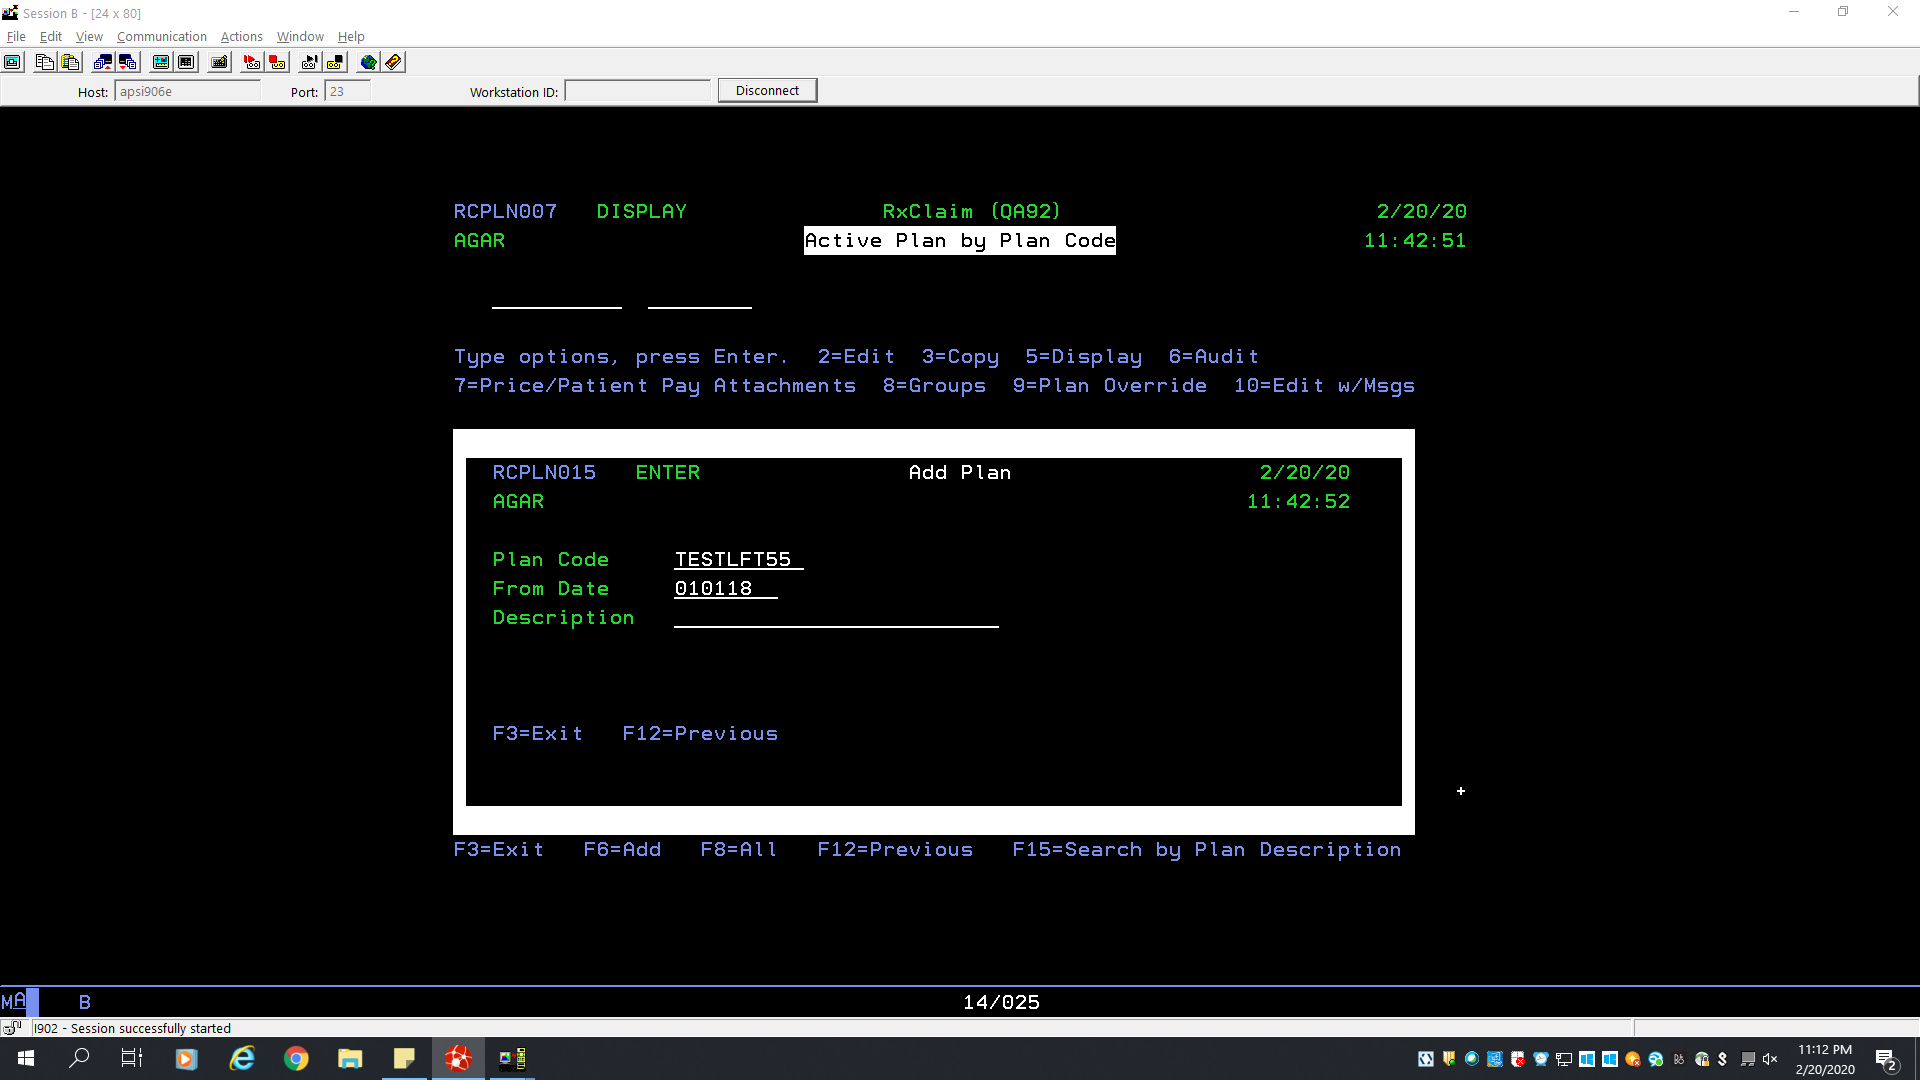 Session B - [24 x 80]
File Edit View Communication Actions Window Help
Host: apsi906e Port: 23 Workstation ID: Disconnect
RCPLN007 DISPLAY RxClaim (QA92) 2/20/20
AGAR Active Plan by Plan Code 11:42:51
Type options, press Enter. 2=Edit 3=Copy 5=Display 6=Audit
7=Price/Patient Pay Attachments 8=Groups 9=Plan Override 10=Edit w/Msgs
RCPLN015 ENTER Add Plan 2/20/20
AGAR 11:42:52
Plan Code TESTLFT55
From Date 010118
Description
F3=Exit F12=Previous
F3=Exit F6=Add F8=All F12=Previous F15=Search by Plan Description
MA B 14/025
I902 - Session successfully started
11:12 PM
2/20/2020
2